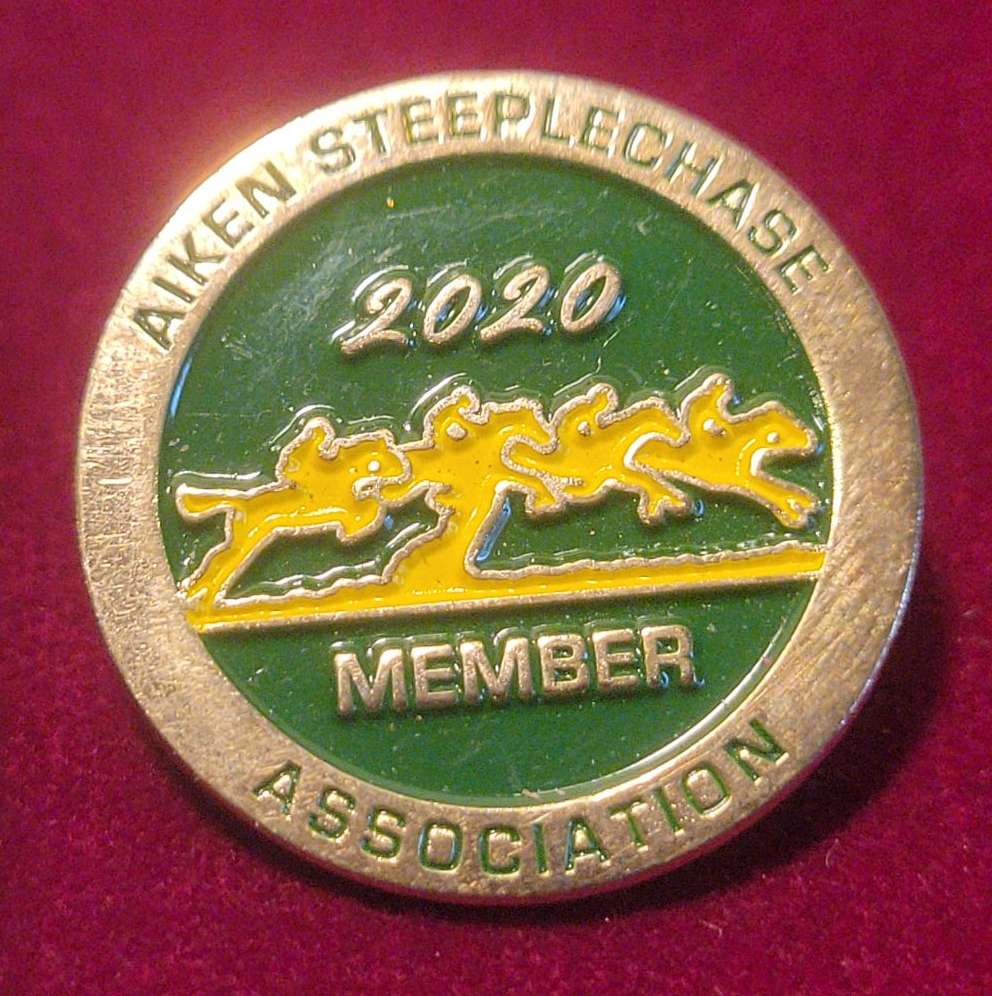 AIKEN STEEPLECHASE
2020
MEMBER
ASSOCIATION